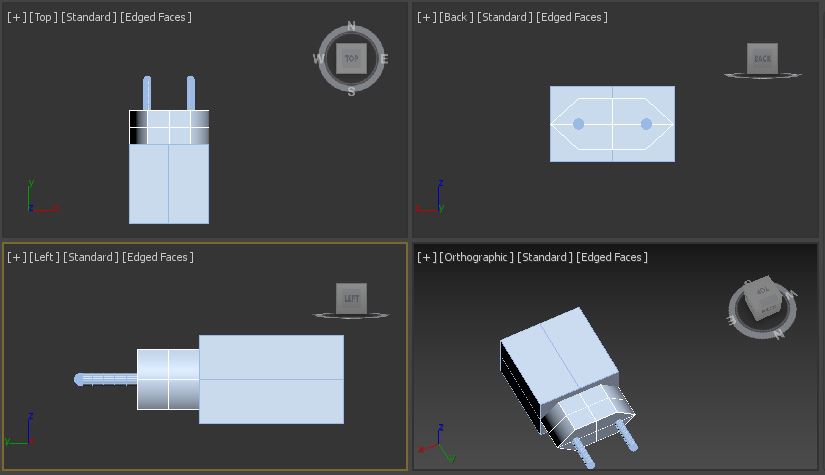 [+] [Top] [Standard] [Edged Faces]
N
W TOP E
S
y
z x
[+] [Back] [Standard] [Edged Faces]
BACK
z
x y
[+] [Left] [Standard] [Edged Faces]
LEFT
z
y x
[+] [Orthographic] [Standard] [Edged Faces]
S
W
E
N
z
x
y